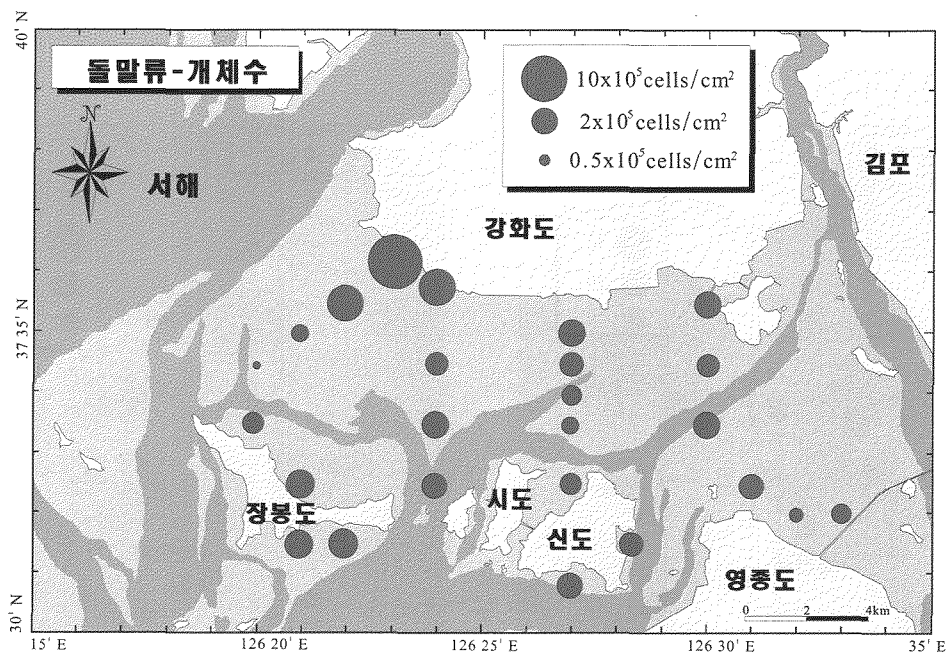 40' N
돌말류-개체수
10x10⁵cells/cm²
2x10⁵cells/cm²
0.5x10⁵cells/cm²
N
서해
김포
강화도
37 35' N
장봉도
시도
신도
영종도
0 2 4km
30' N
15' E
126 20' E
126 25' E
126 30' E
35' E